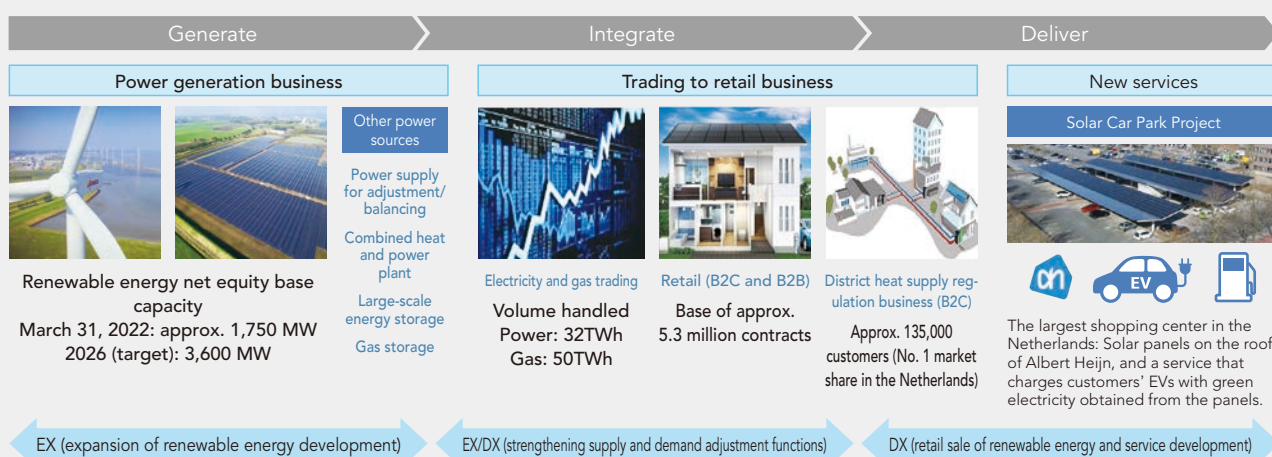 Generate
Integrate
Deliver
Power generation business
Other power
sources
Power supply
for adjustment/
balancing
Combined heat
and power
plant
Large-scale
energy storage
Gas storage
Renewable energy net equity base
capacity
March 31, 2022: approx. 1,750 MW
2026 (target): 3,600 MW
Trading to retail business
Electricity and gas trading
Volume handled
Power: 32TWh
Gas: 50TWh
Retail (B2C and B2B)
Base of approx.
5.3 million contracts
District heat supply reg-
ulation business (B2C)
Approx. 135,000
customers (No. 1 market
share in the Netherlands)
New services
Solar Car Park Project
EV
The largest shopping center in the
Netherlands: Solar panels on the roof
of Albert Heijn, and a service that
charges customers’ EVs with green
electricity obtained from the panels.
EX (expansion of renewable energy development)
EX/DX (strengthening supply and demand adjustment functions)
DX (retail sale of renewable energy and service development)